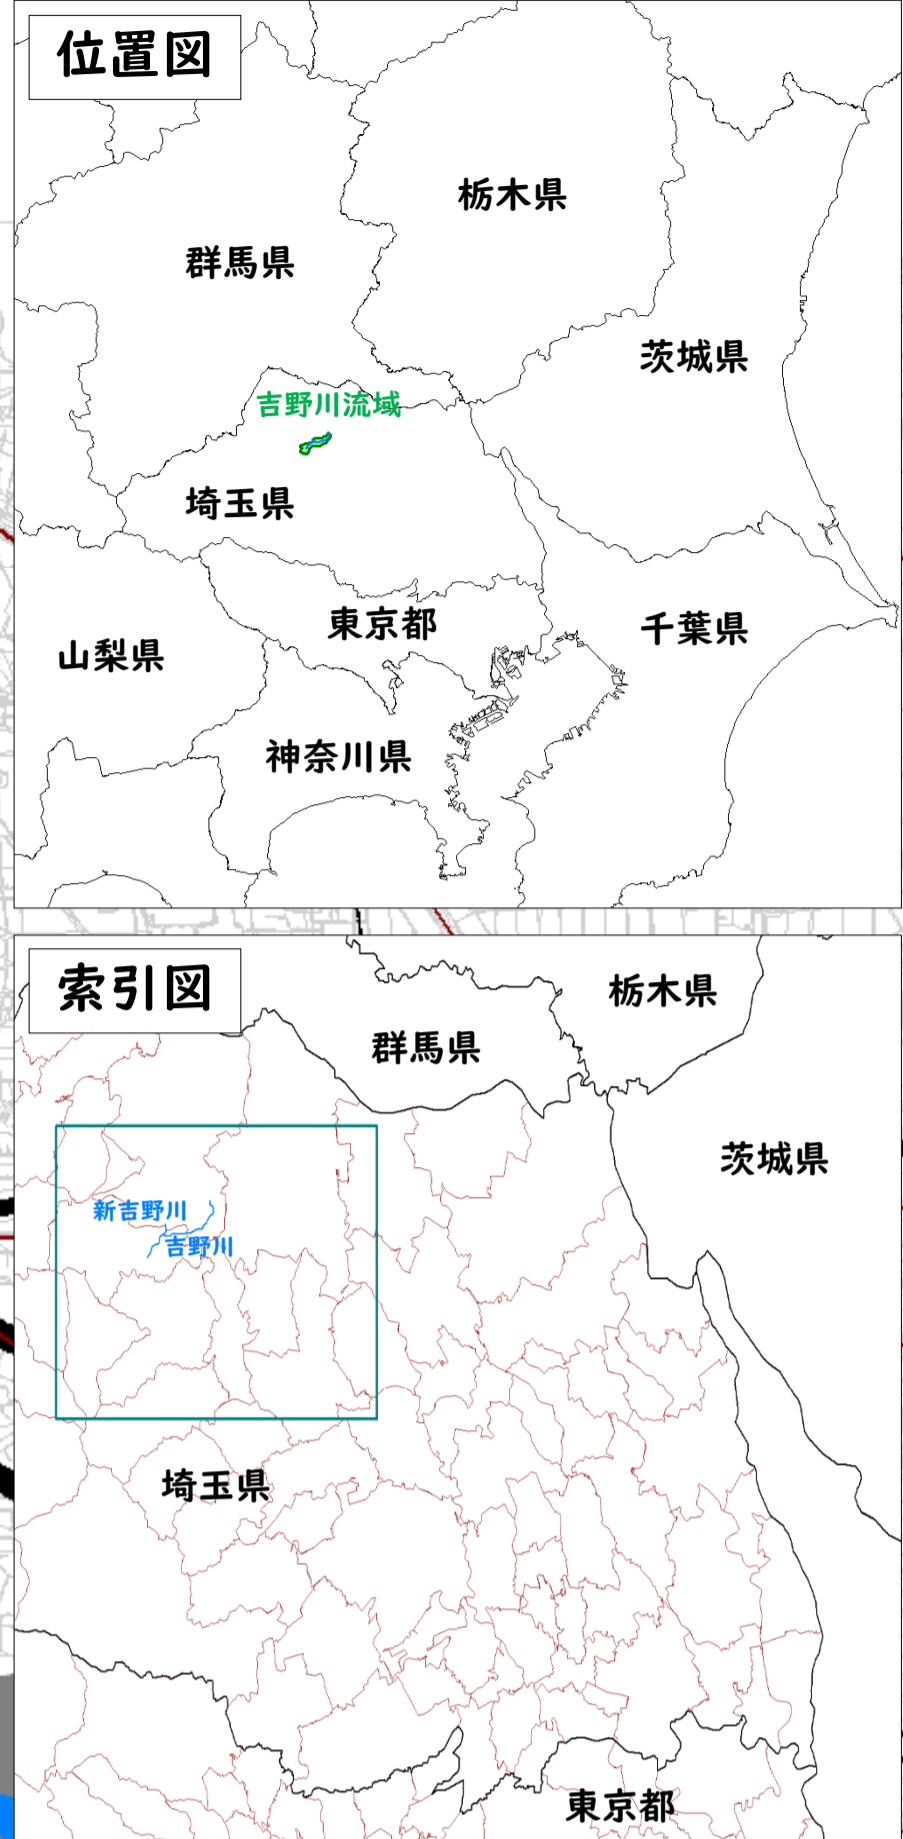 位置図
栃木県
群馬県
茨城県
吉野川流域
埼玉県
東京都
千葉県
山梨県
神奈川県
索引図
栃木県
群馬県
茨城県
新吉野川
吉野川
埼玉県
東京都